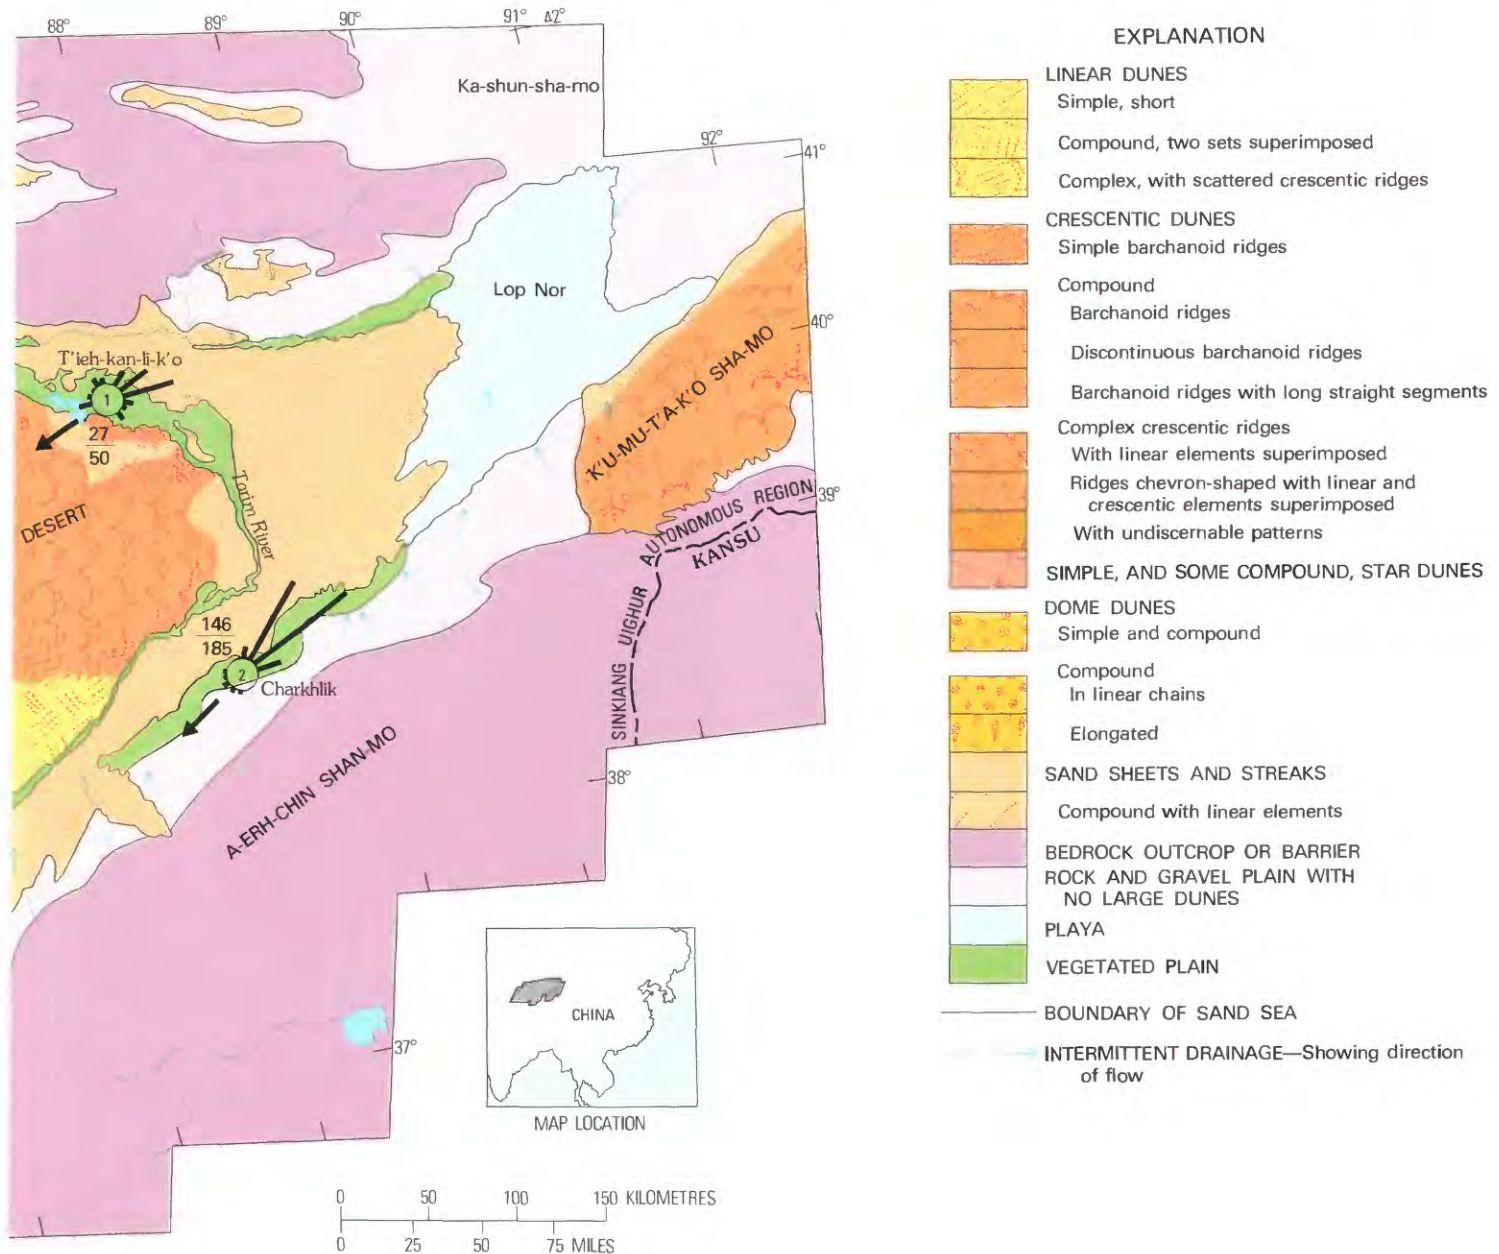 88°
89°
90°
91° 42°
Ka-shun-sha-mo
92°
41°
Lop Nor
40°
T'ieh-kan-li-k'o
1
27
50
K'U-MU-T'A-K'O SHA-MO
DESERT
Tarim River
39°
SINKIANG UIGHUR AUTONOMOUS REGION
KANSU
146
185
2
Charkhlik
A-ERH-CHIN SHAN-MO
38°
37°
CHINA
MAP LOCATION
0 50 100 150 KILOMETRES
0 25 50 75 MILES
EXPLANATION
LINEAR DUNES
Simple, short
Compound, two sets superimposed
Complex, with scattered crescentic ridges
CRESCENTIC DUNES
Simple barchanoid ridges
Compound
Barchanoid ridges
Discontinuous barchanoid ridges
Barchanoid ridges with long straight segments
Complex crescentic ridges
With linear elements superimposed
Ridges chevron-shaped with linear and
crescentic elements superimposed
With undiscernable patterns
SIMPLE, AND SOME COMPOUND, STAR DUNES
DOME DUNES
Simple and compound
Compound
In linear chains
Elongated
SAND SHEETS AND STREAKS
Compound with linear elements
BEDROCK OUTCROP OR BARRIER
ROCK AND GRAVEL PLAIN WITH
NO LARGE DUNES
PLAYA
VEGETATED PLAIN
BOUNDARY OF SAND SEA
INTERMITTENT DRAINAGE—Showing direction
of flow